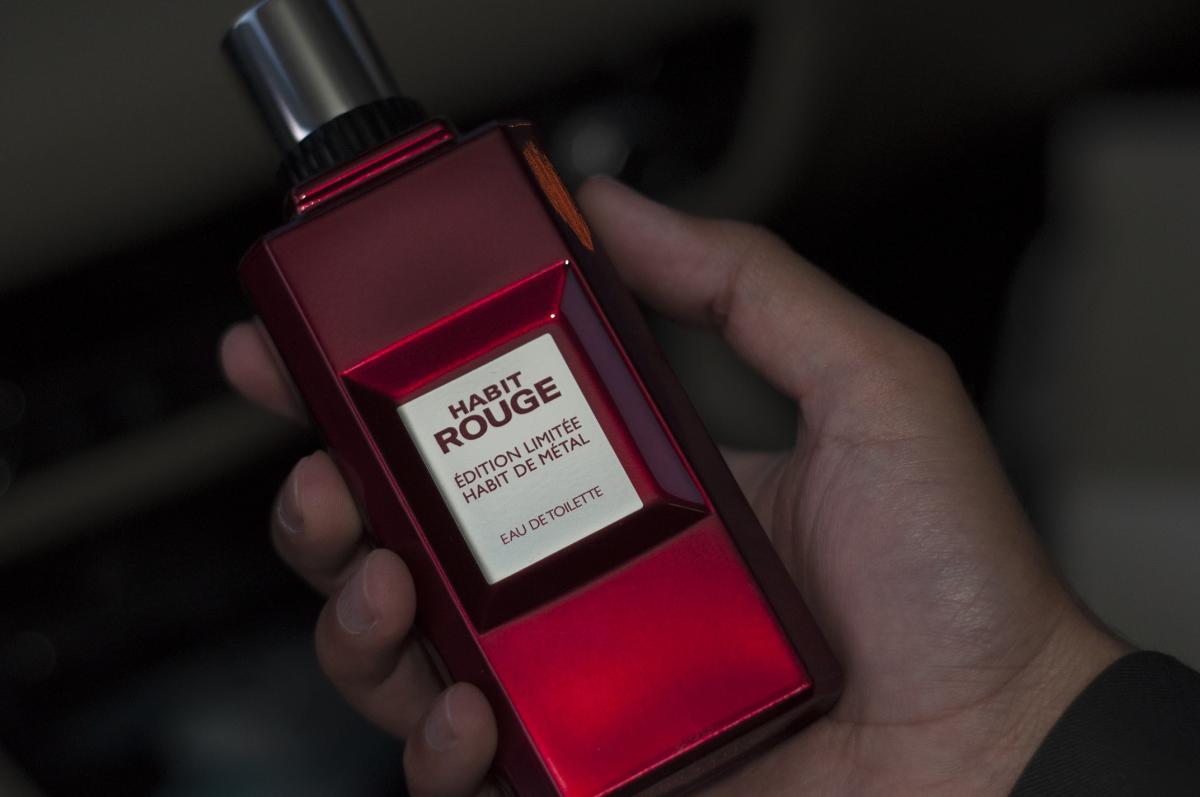 HABIT
ROUGE
ÉDITION LIMITÉE
HABIT DE MÉTAL
EAU DE TOILETTE